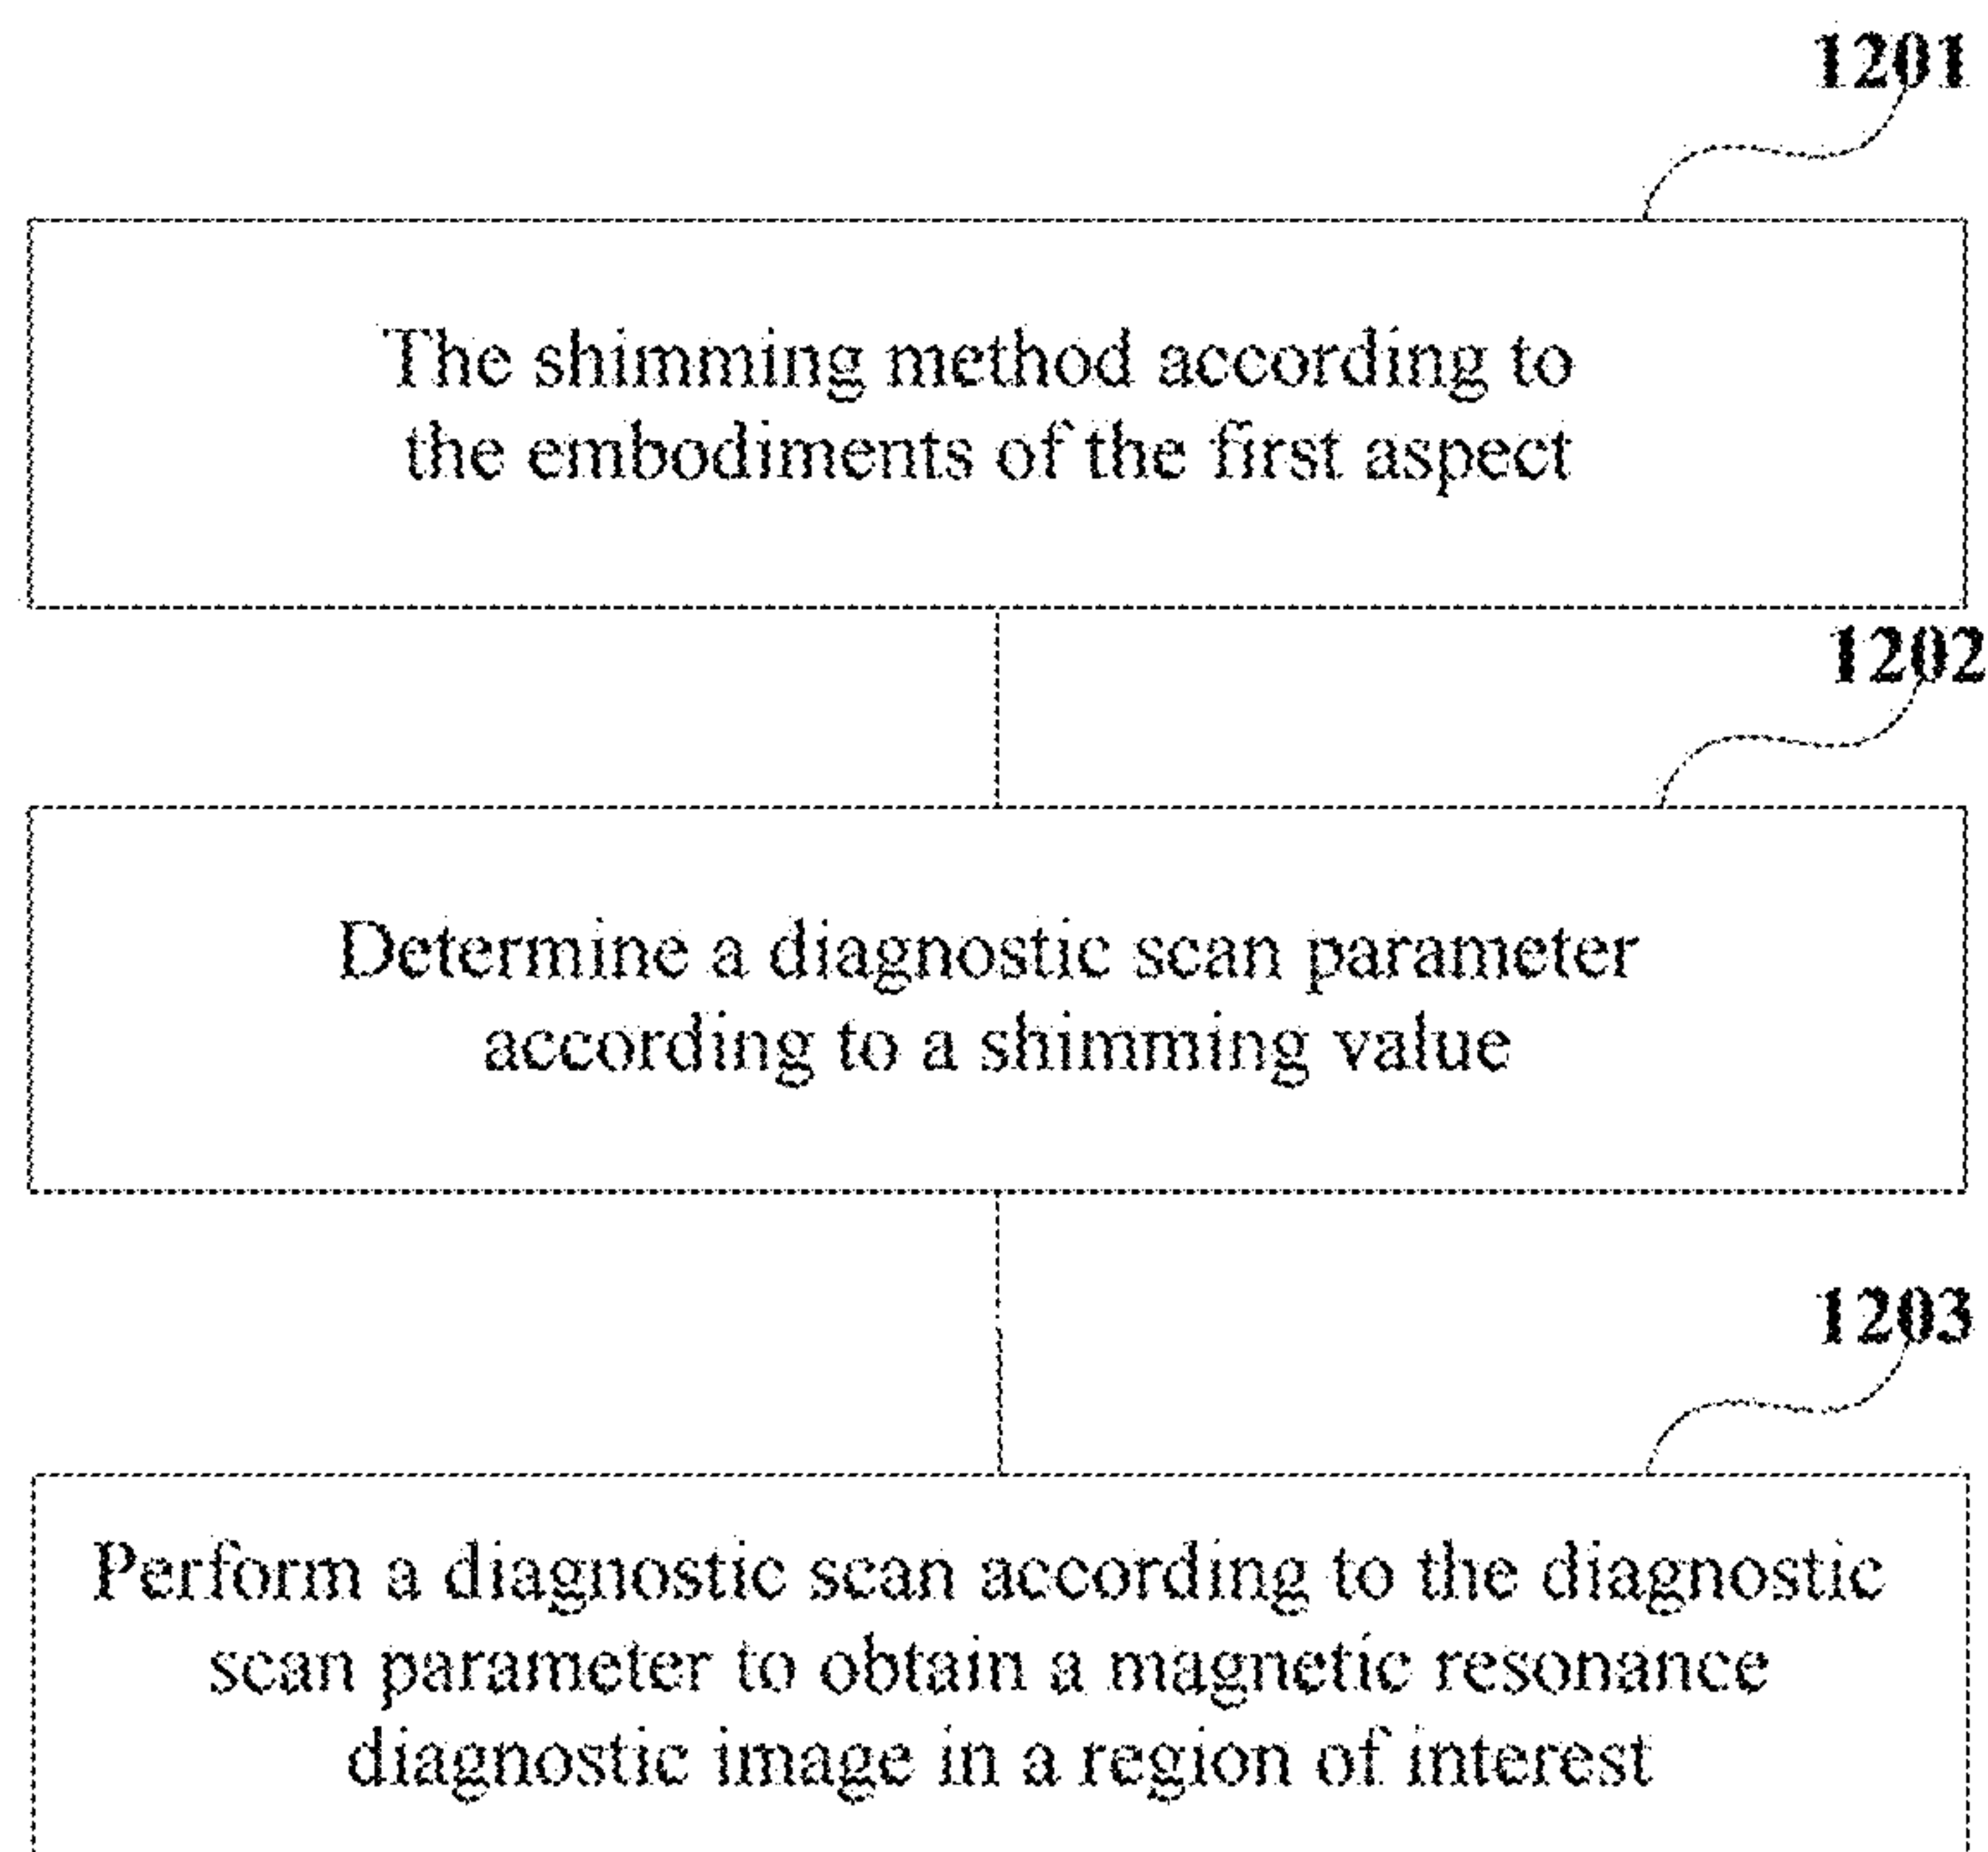 1201
The shimming method according to
the embodiments of the first aspect
1202
Determine a diagnostic scan parameter
according to a shimming value
1203
Perform a diagnostic scan according to the diagnostic
scan parameter to obtain a magnetic resonance
diagnostic image in a region of interest